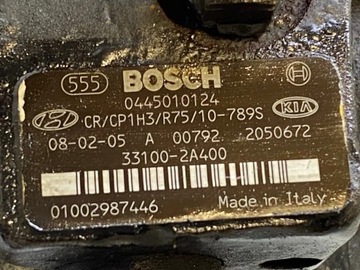 555 BOSCH
0445010124
CR/CP1H3/R75/10-789S KIA
08-02-05 A 00792 2050672
33100-2A400
01002987446 Made in Italy